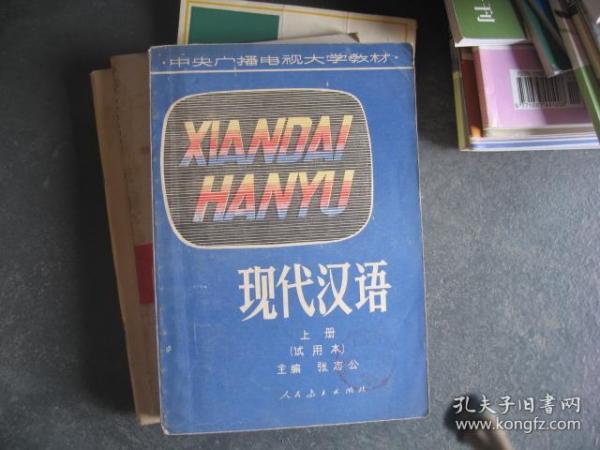 ·中央广播电视大学教材·
XIANDAI
HANYU
现代汉语
上册
(试用本)
主编 张志公
人民教育出版社
刊
孔夫子旧书网
www.kongfz.com